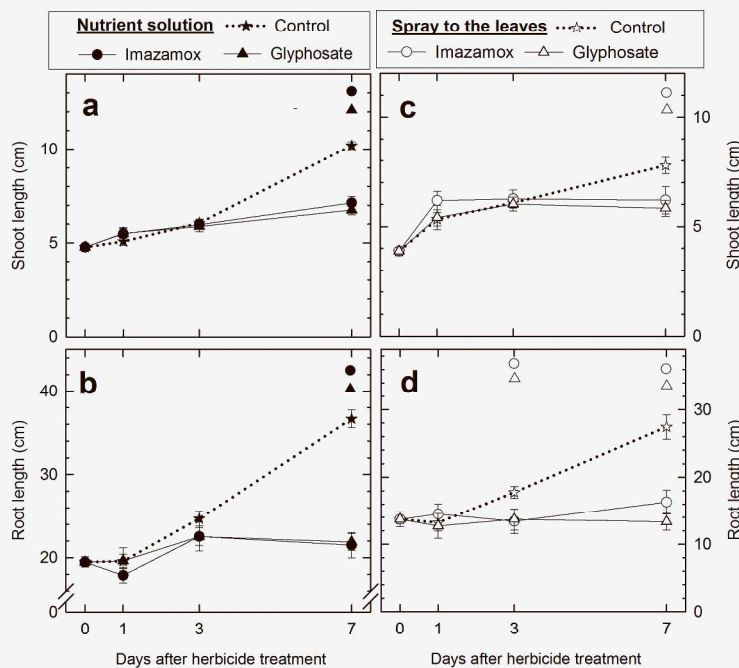 Nutrient solution Control
Imazamox Glyphosate
Spray to the leaves Control
Imazamox Glyphosate
a
Shoot length (cm)
10
5
0
c
Shoot length (cm)
10
5
0
b
Root length (cm)
40
30
20
0
0 1 3 7
Days after herbicide treatment
d
Root length (cm)
30
20
10
0
0 1 3 7
Days after herbicide treatment